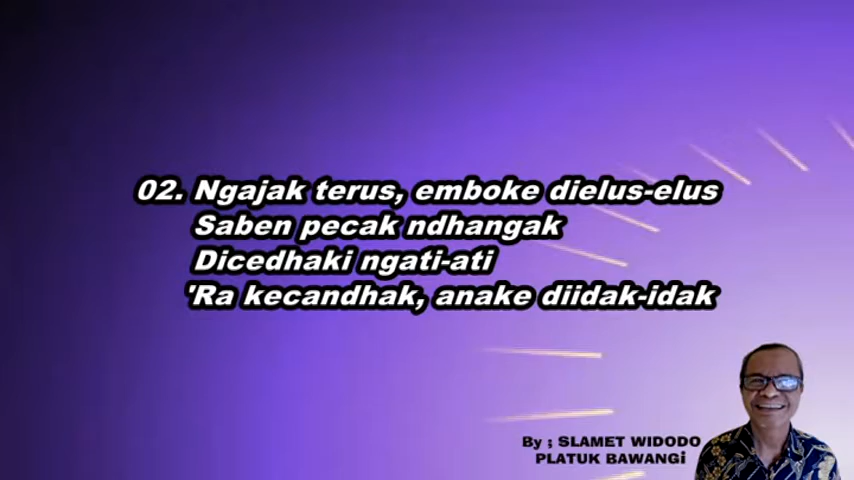 02. Ngajak terus, emboke dielus-elus
Saben pecak ndhangak
Dicedhaki ngati-ati
'Ra kecandhak, anake diidak-idak
By ; SLAMET WIDODO
PLATUK BAWANGi